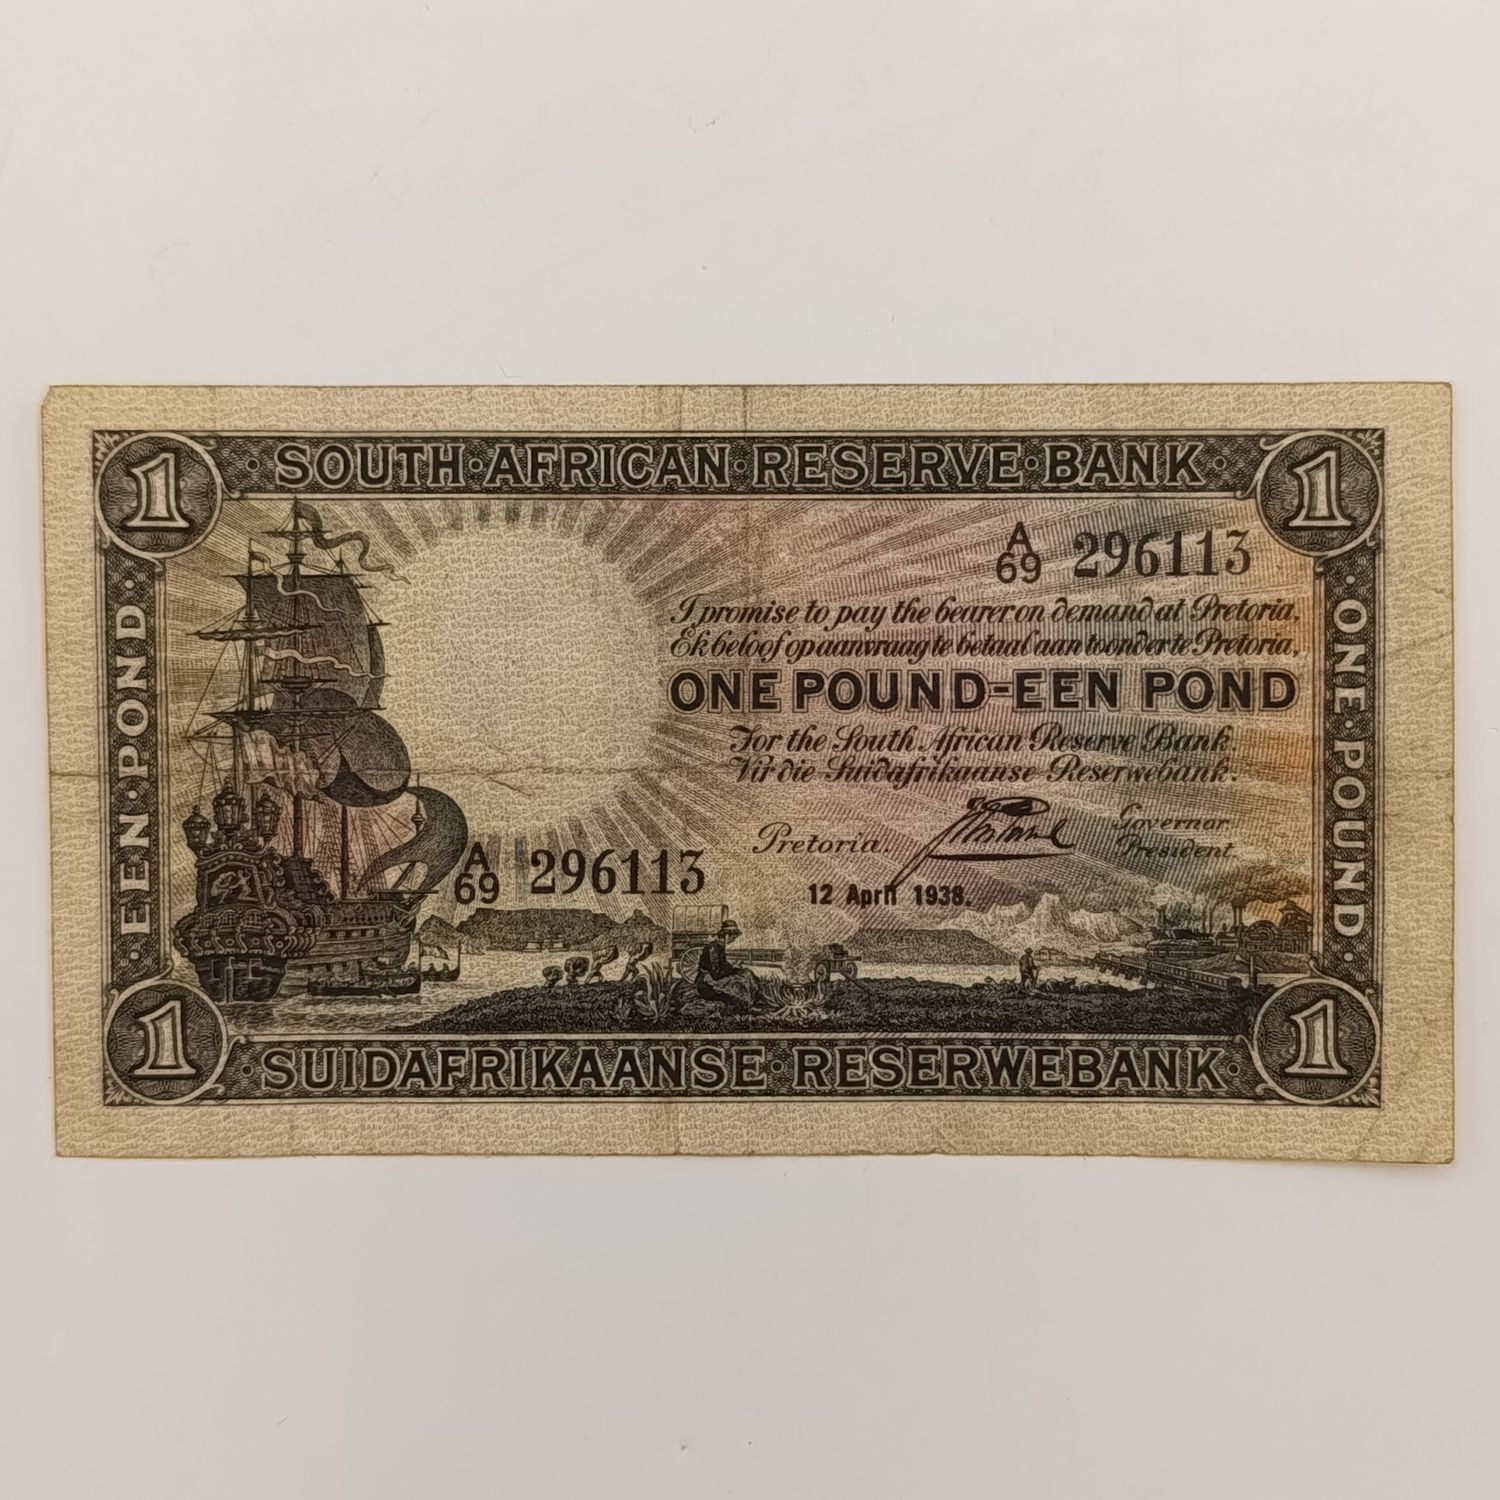 1 SOUTH·AFRICAN·RESERVE·BANK 1
A
69 296113
I promise to pay the bearer on demand at Pretoria,
Ek beloof op aanvraag te betaal aan toonder te Pretoria,
ONE POUND-EEN POND
For the South African Reserve Bank.
Vir die Suidafrikaanse Reserwebank.
Pretoria.
Governor
President.
12 April 1938.
A
69 296113
EEN·POND
ONE·POUND
1 SUIDAFRIKAANSE·RESERWEBANK 1